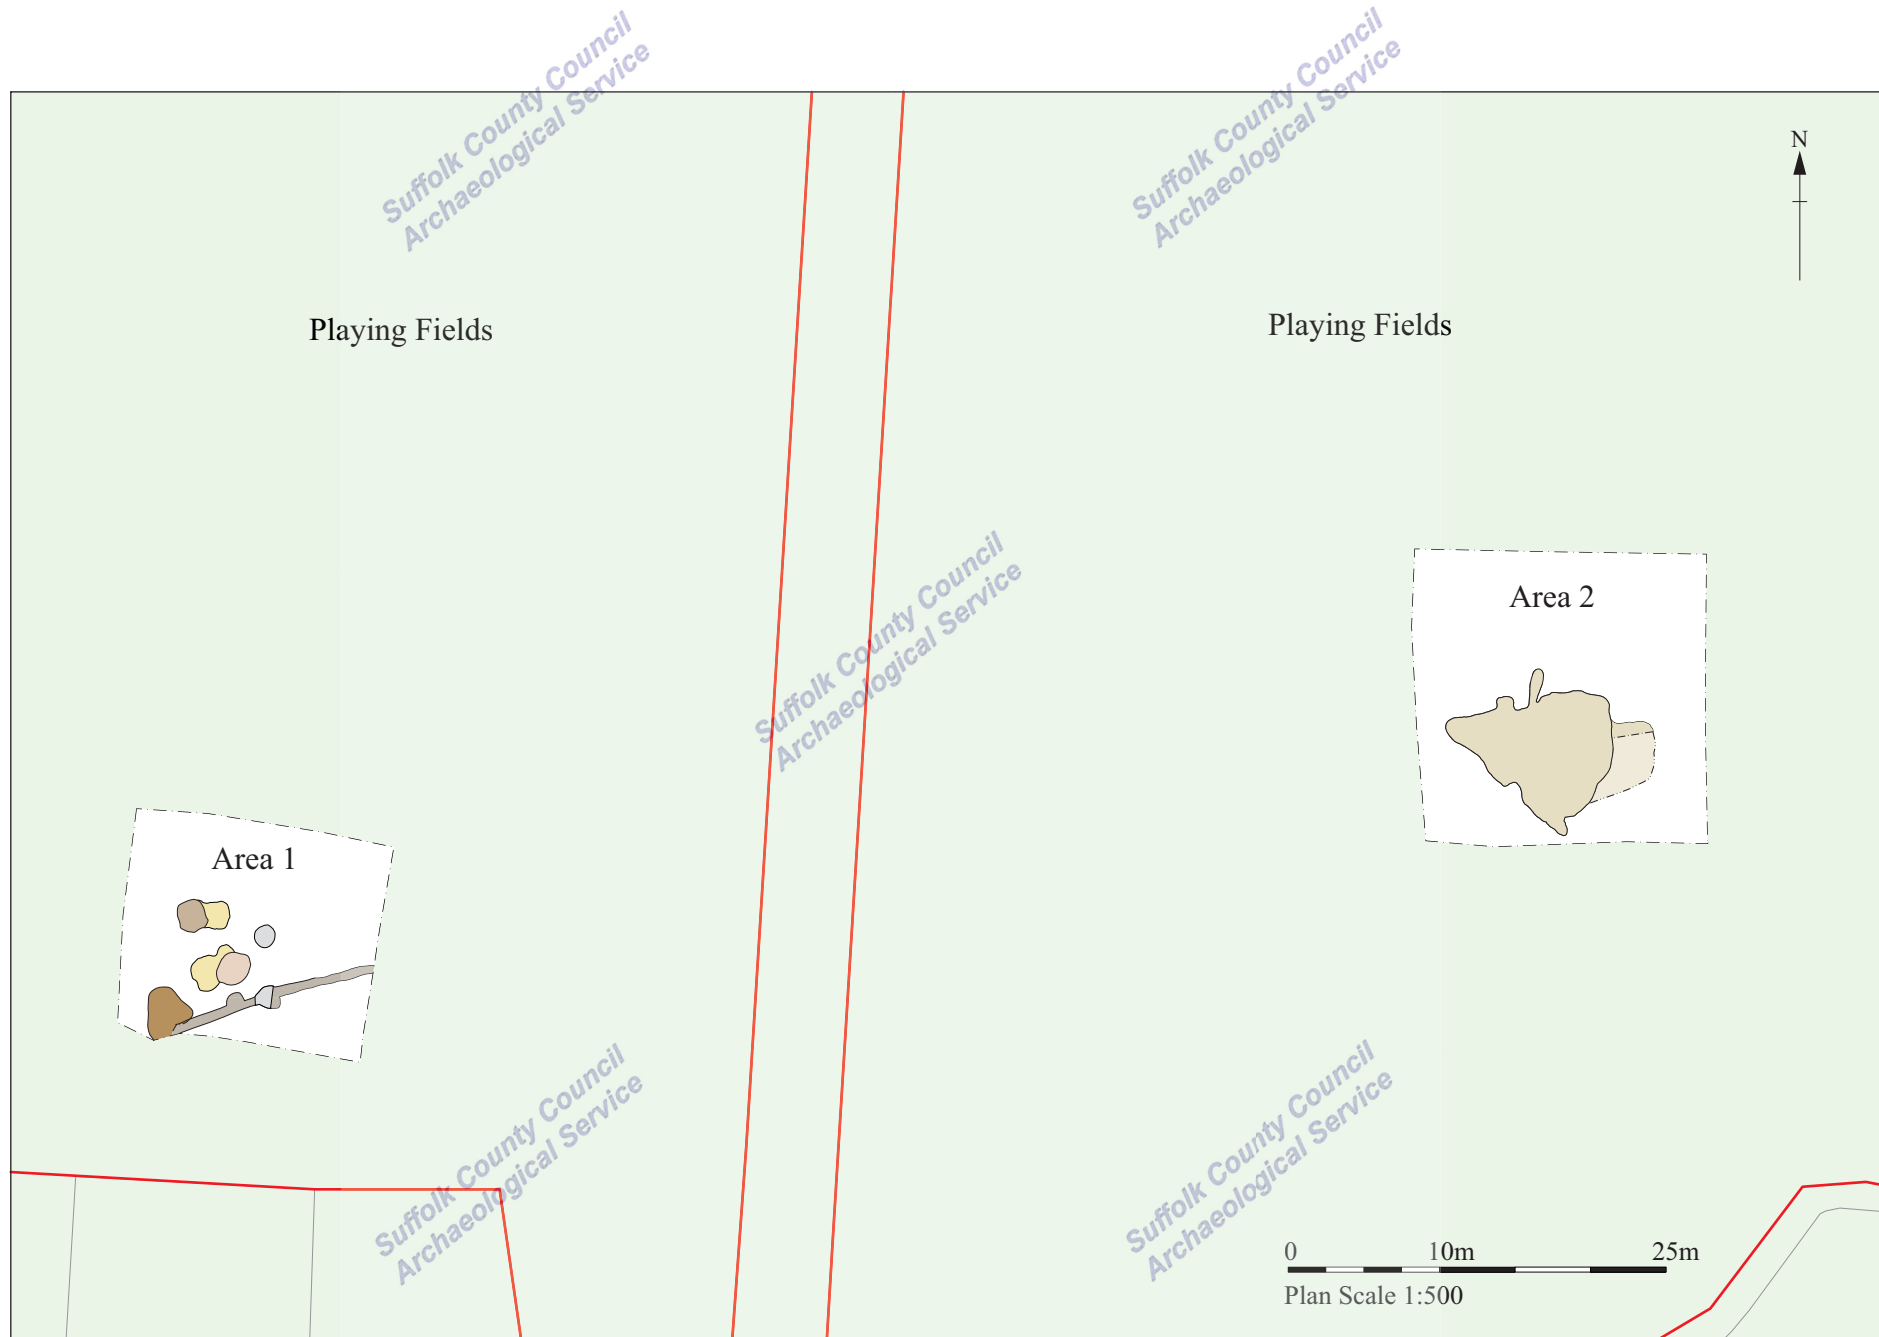 Suffolk County Council
Archaeological Service
Suffolk County Council
Archaeological Service
N
Playing Fields
Playing Fields
Suffolk County Council
Archaeological Service
Area 2
Area 1
Suffolk County Council
Archaeological Service
Suffolk County Council
Archaeological Service
0 10m 25m
Plan Scale 1:500